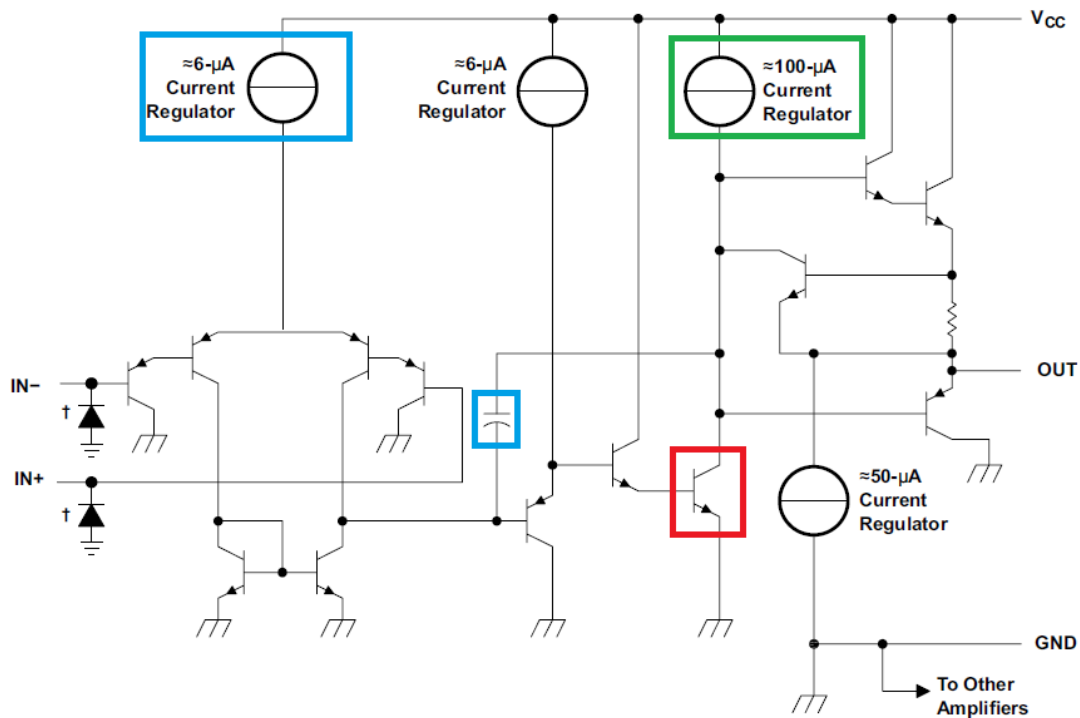 V_CC
≈6-µA
Current
Regulator
≈6-µA
Current
Regulator
≈100-µA
Current
Regulator
IN−
†
OUT
IN+
†
≈50-µA
Current
Regulator
GND
To Other
Amplifiers